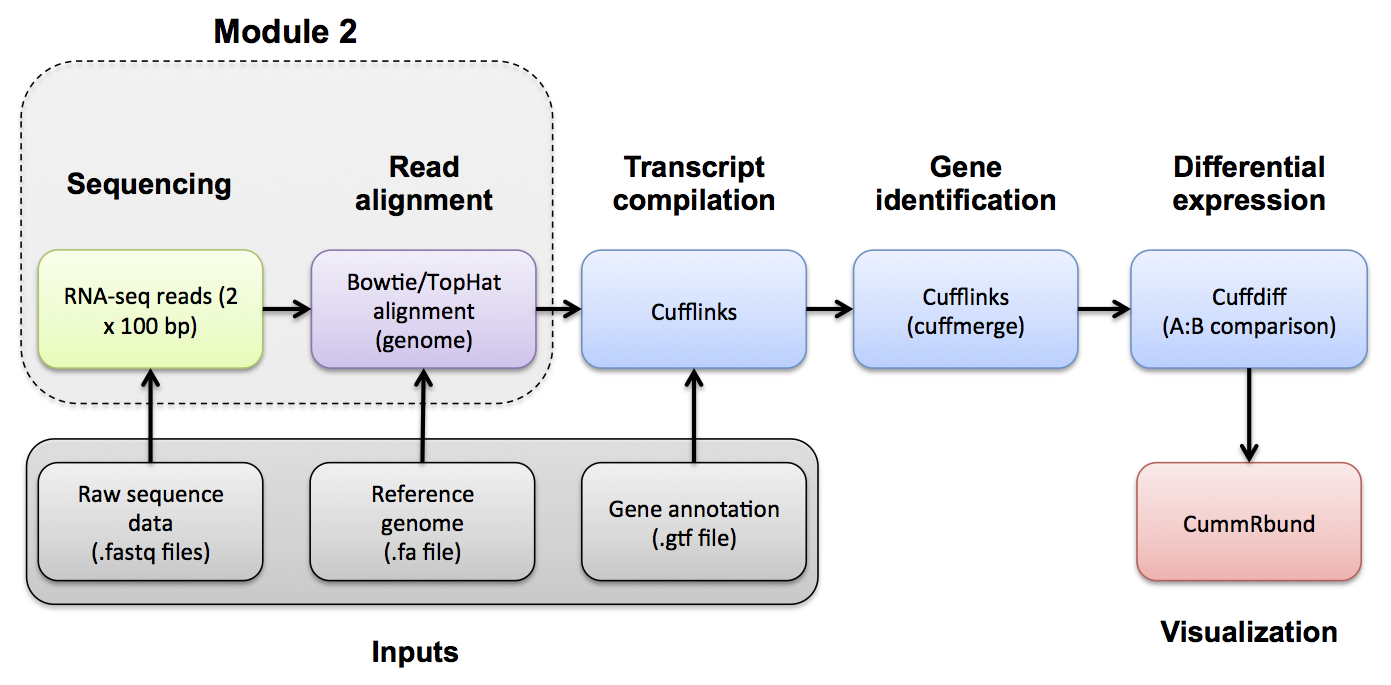 Module 2
Sequencing
Read
alignment
Transcript
compilation
Gene
identification
Differential
expression
RNA-seq reads (2
x 100 bp)
Bowtie/TopHat
alignment
(genome)
Cufflinks
Cufflinks
(cuffmerge)
Cuffdiff
(A:B comparison)
Raw sequence
data
(.fastq files)
Reference
genome
(.fa file)
Gene annotation
(.gtf file)
CummRbund
Inputs
Visualization